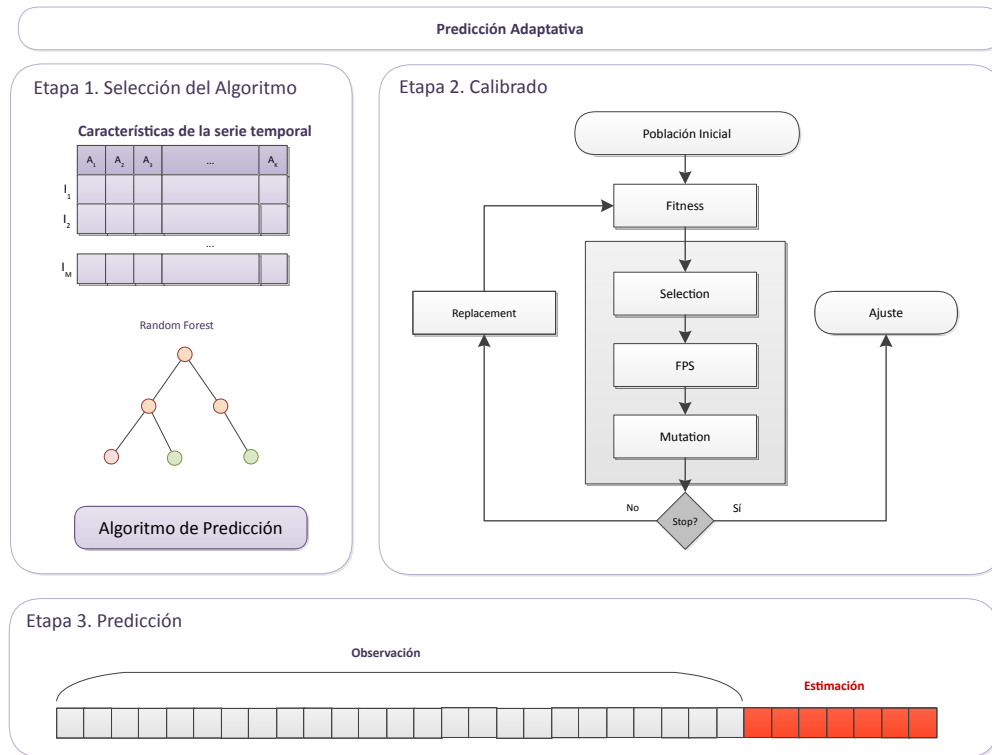 Predicción Adaptativa
Etapa 1. Selección del Algoritmo
Características de la serie temporal
A1 A2 A3 ... AX
I1
I2
...
IM
Random Forest
Algoritmo de Predicción
Etapa 2. Calibrado
Población Inicial
Fitness
Selection
Replacement
Ajuste
FPS
Mutation
No
Stop?
Sí
Etapa 3. Predicción
Observación
Estimación